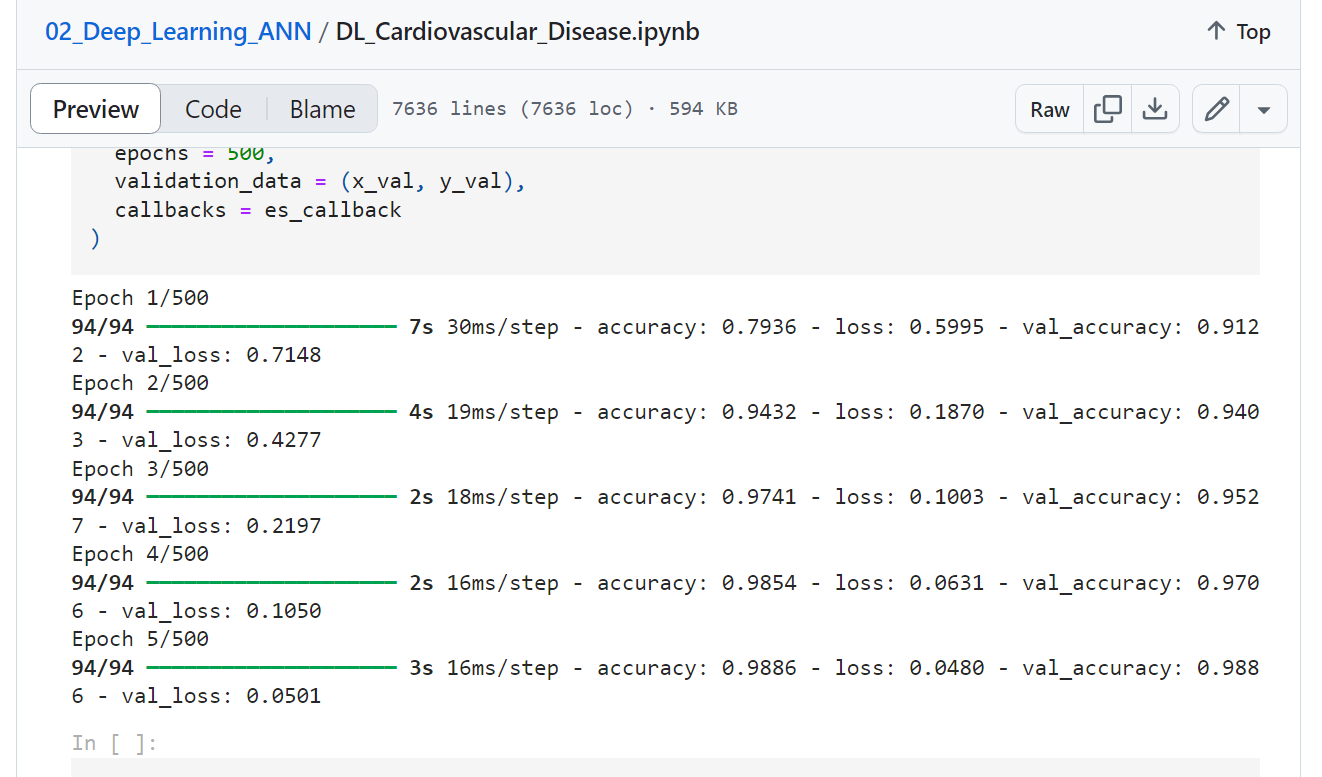 02_Deep_Learning_ANN / DL_Cardiovascular_Disease.ipynb
Top
Preview Code Blame 7636 lines (7636 loc) · 594 KB
Raw
epochs = 500,
validation_data = (x_val, y_val),
callbacks = es_callback
)
Epoch 1/500
94/94 ━━━━━━━━━━━━━━━━━━━━ 7s 30ms/step - accuracy: 0.7936 - loss: 0.5995 - val_accuracy: 0.912
2 - val_loss: 0.7148
Epoch 2/500
94/94 ━━━━━━━━━━━━━━━━━━━━ 4s 19ms/step - accuracy: 0.9432 - loss: 0.1870 - val_accuracy: 0.940
3 - val_loss: 0.4277
Epoch 3/500
94/94 ━━━━━━━━━━━━━━━━━━━━ 2s 18ms/step - accuracy: 0.9741 - loss: 0.1003 - val_accuracy: 0.952
7 - val_loss: 0.2197
Epoch 4/500
94/94 ━━━━━━━━━━━━━━━━━━━━ 2s 16ms/step - accuracy: 0.9854 - loss: 0.0631 - val_accuracy: 0.970
6 - val_loss: 0.1050
Epoch 5/500
94/94 ━━━━━━━━━━━━━━━━━━━━ 3s 16ms/step - accuracy: 0.9886 - loss: 0.0480 - val_accuracy: 0.988
6 - val_loss: 0.0501
In [ ]: